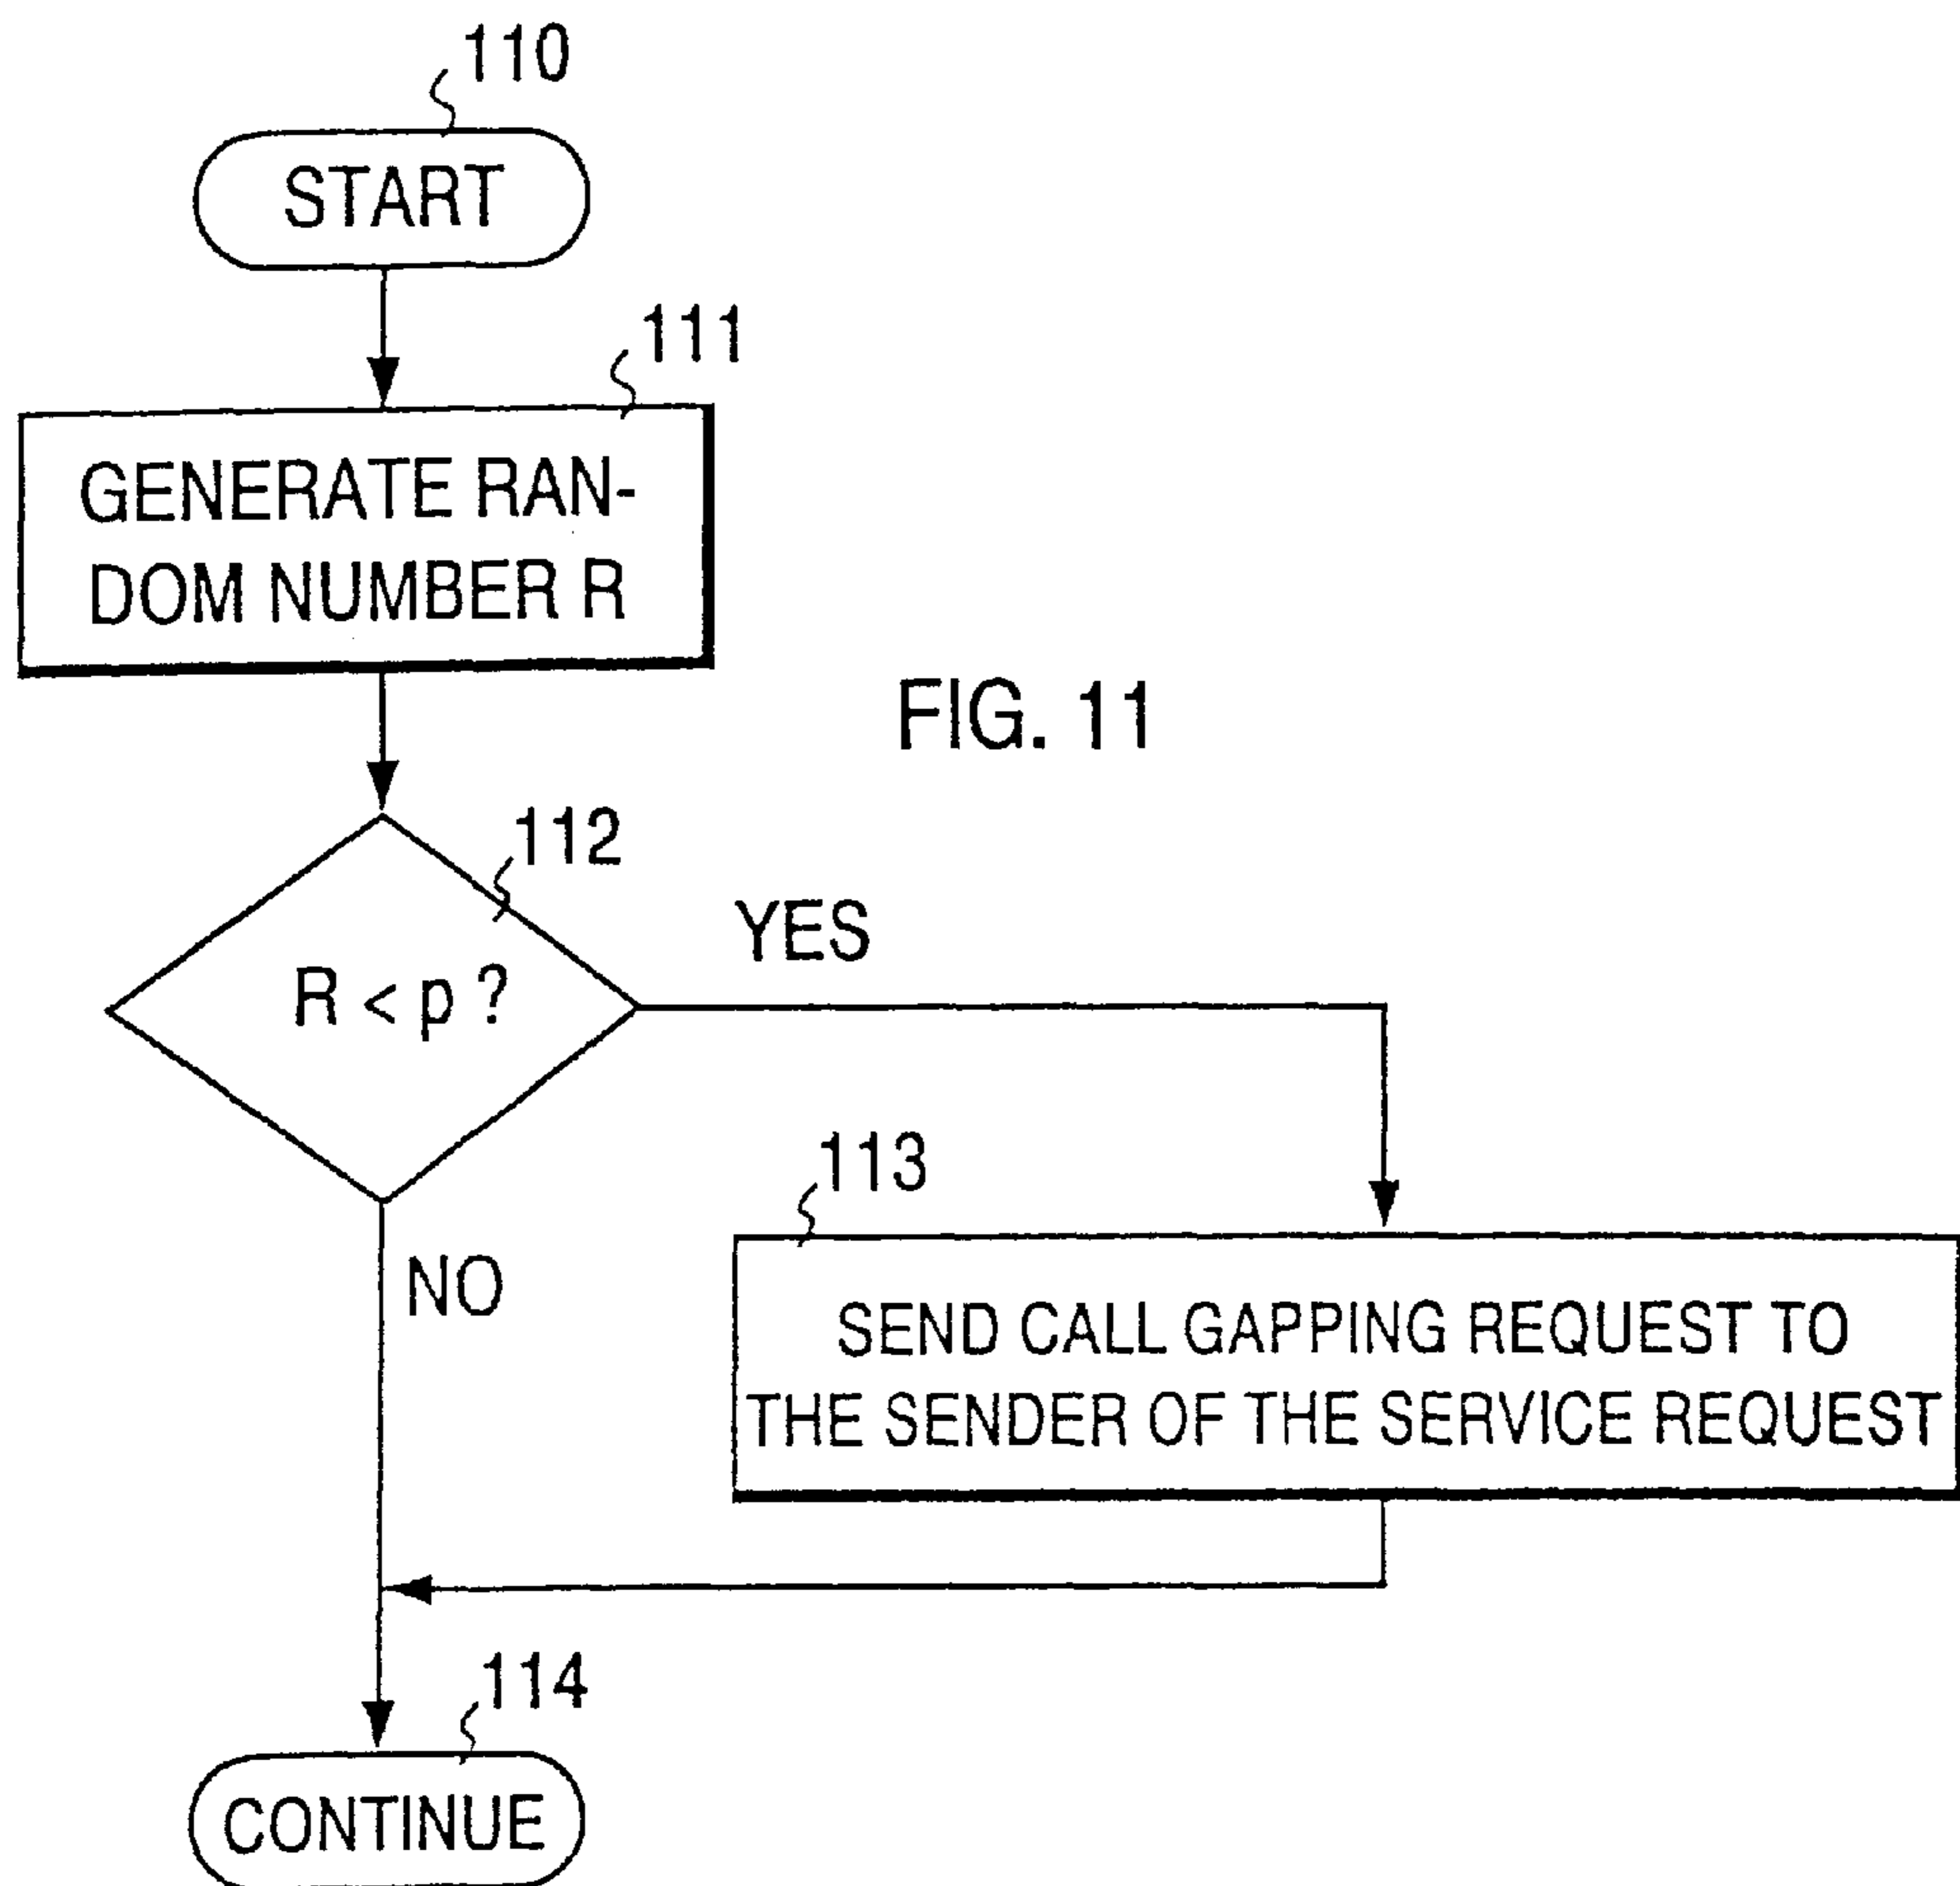 110
START
111
GENERATE RAN-
DOM NUMBER R
FIG. 11
112
R < p ?
YES
NO
113
SEND CALL GAPPING REQUEST TO
THE SENDER OF THE SERVICE REQUEST
114
CONTINUE